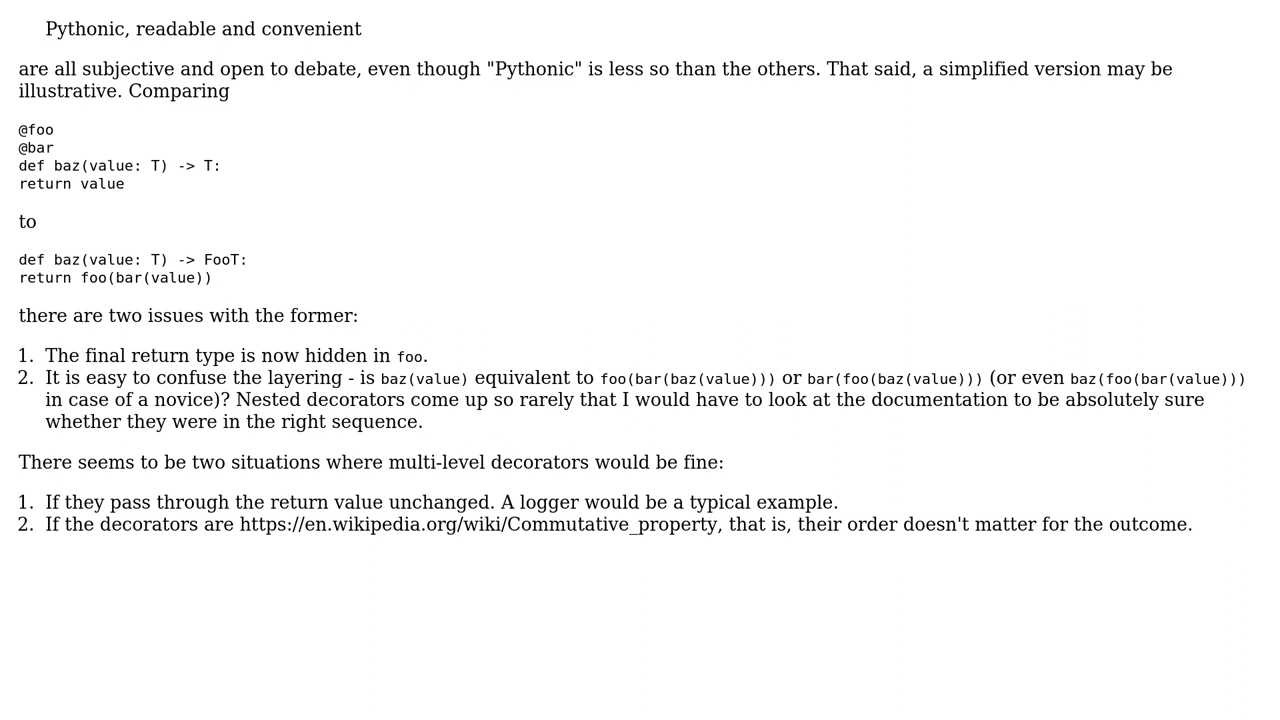 Pythonic, readable and convenient
are all subjective and open to debate, even though "Pythonic" is less so than the others. That said, a simplified version may be
illustrative. Comparing
@foo
@bar
def baz(value: T) -> T:
return value
to
def baz(value: T) -> FooT:
return foo(bar(value))
there are two issues with the former:
1. The final return type is now hidden in foo.
2. It is easy to confuse the layering - is baz(value) equivalent to foo(bar(baz(value))) or bar(foo(baz(value))) (or even baz(foo(bar(value)))
in case of a novice)? Nested decorators come up so rarely that I would have to look at the documentation to be absolutely sure
whether they were in the right sequence.
There seems to be two situations where multi-level decorators would be fine:
1. If they pass through the return value unchanged. A logger would be a typical example.
2. If the decorators are https://en.wikipedia.org/wiki/Commutative_property, that is, their order doesn't matter for the outcome.